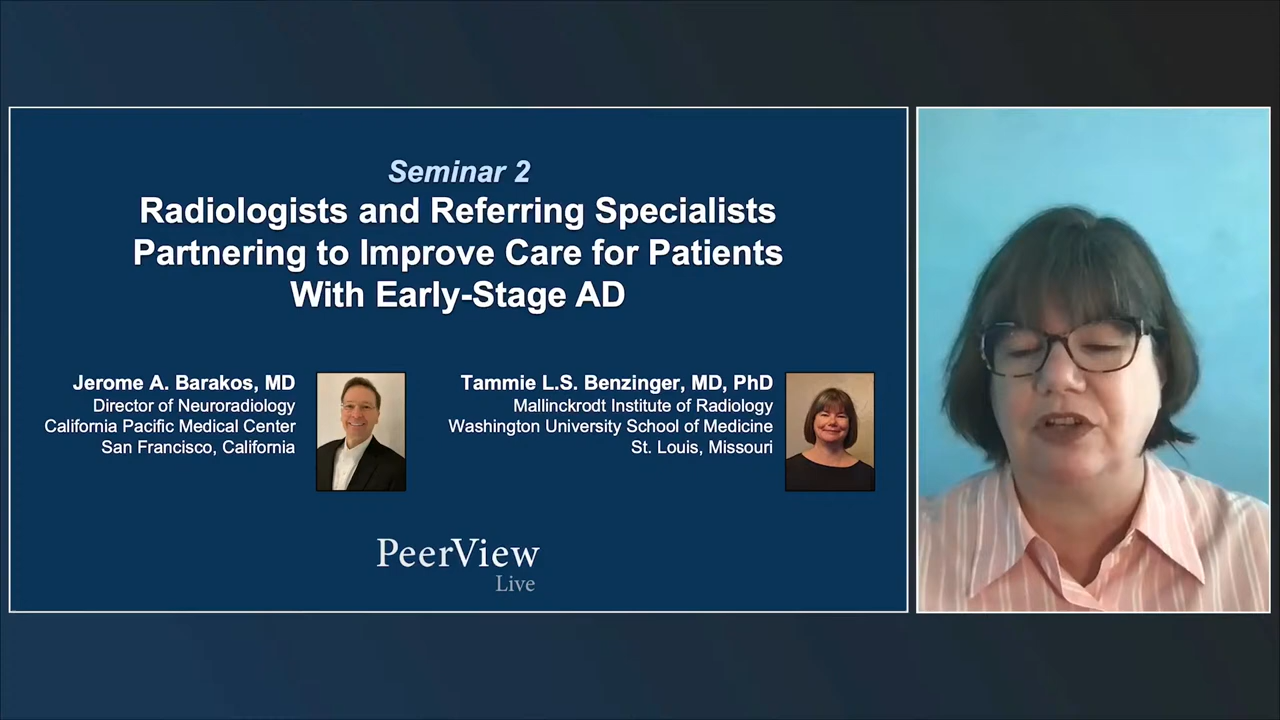 Seminar 2
Radiologists and Referring Specialists
Partnering to Improve Care for Patients
With Early-Stage AD
Jerome A. Barakos, MD
Director of Neuroradiology
California Pacific Medical Center
San Francisco, California
Tammie L.S. Benzinger, MD, PhD
Mallinckrodt Institute of Radiology
Washington University School of Medicine
St. Louis, Missouri
PeerView
Live